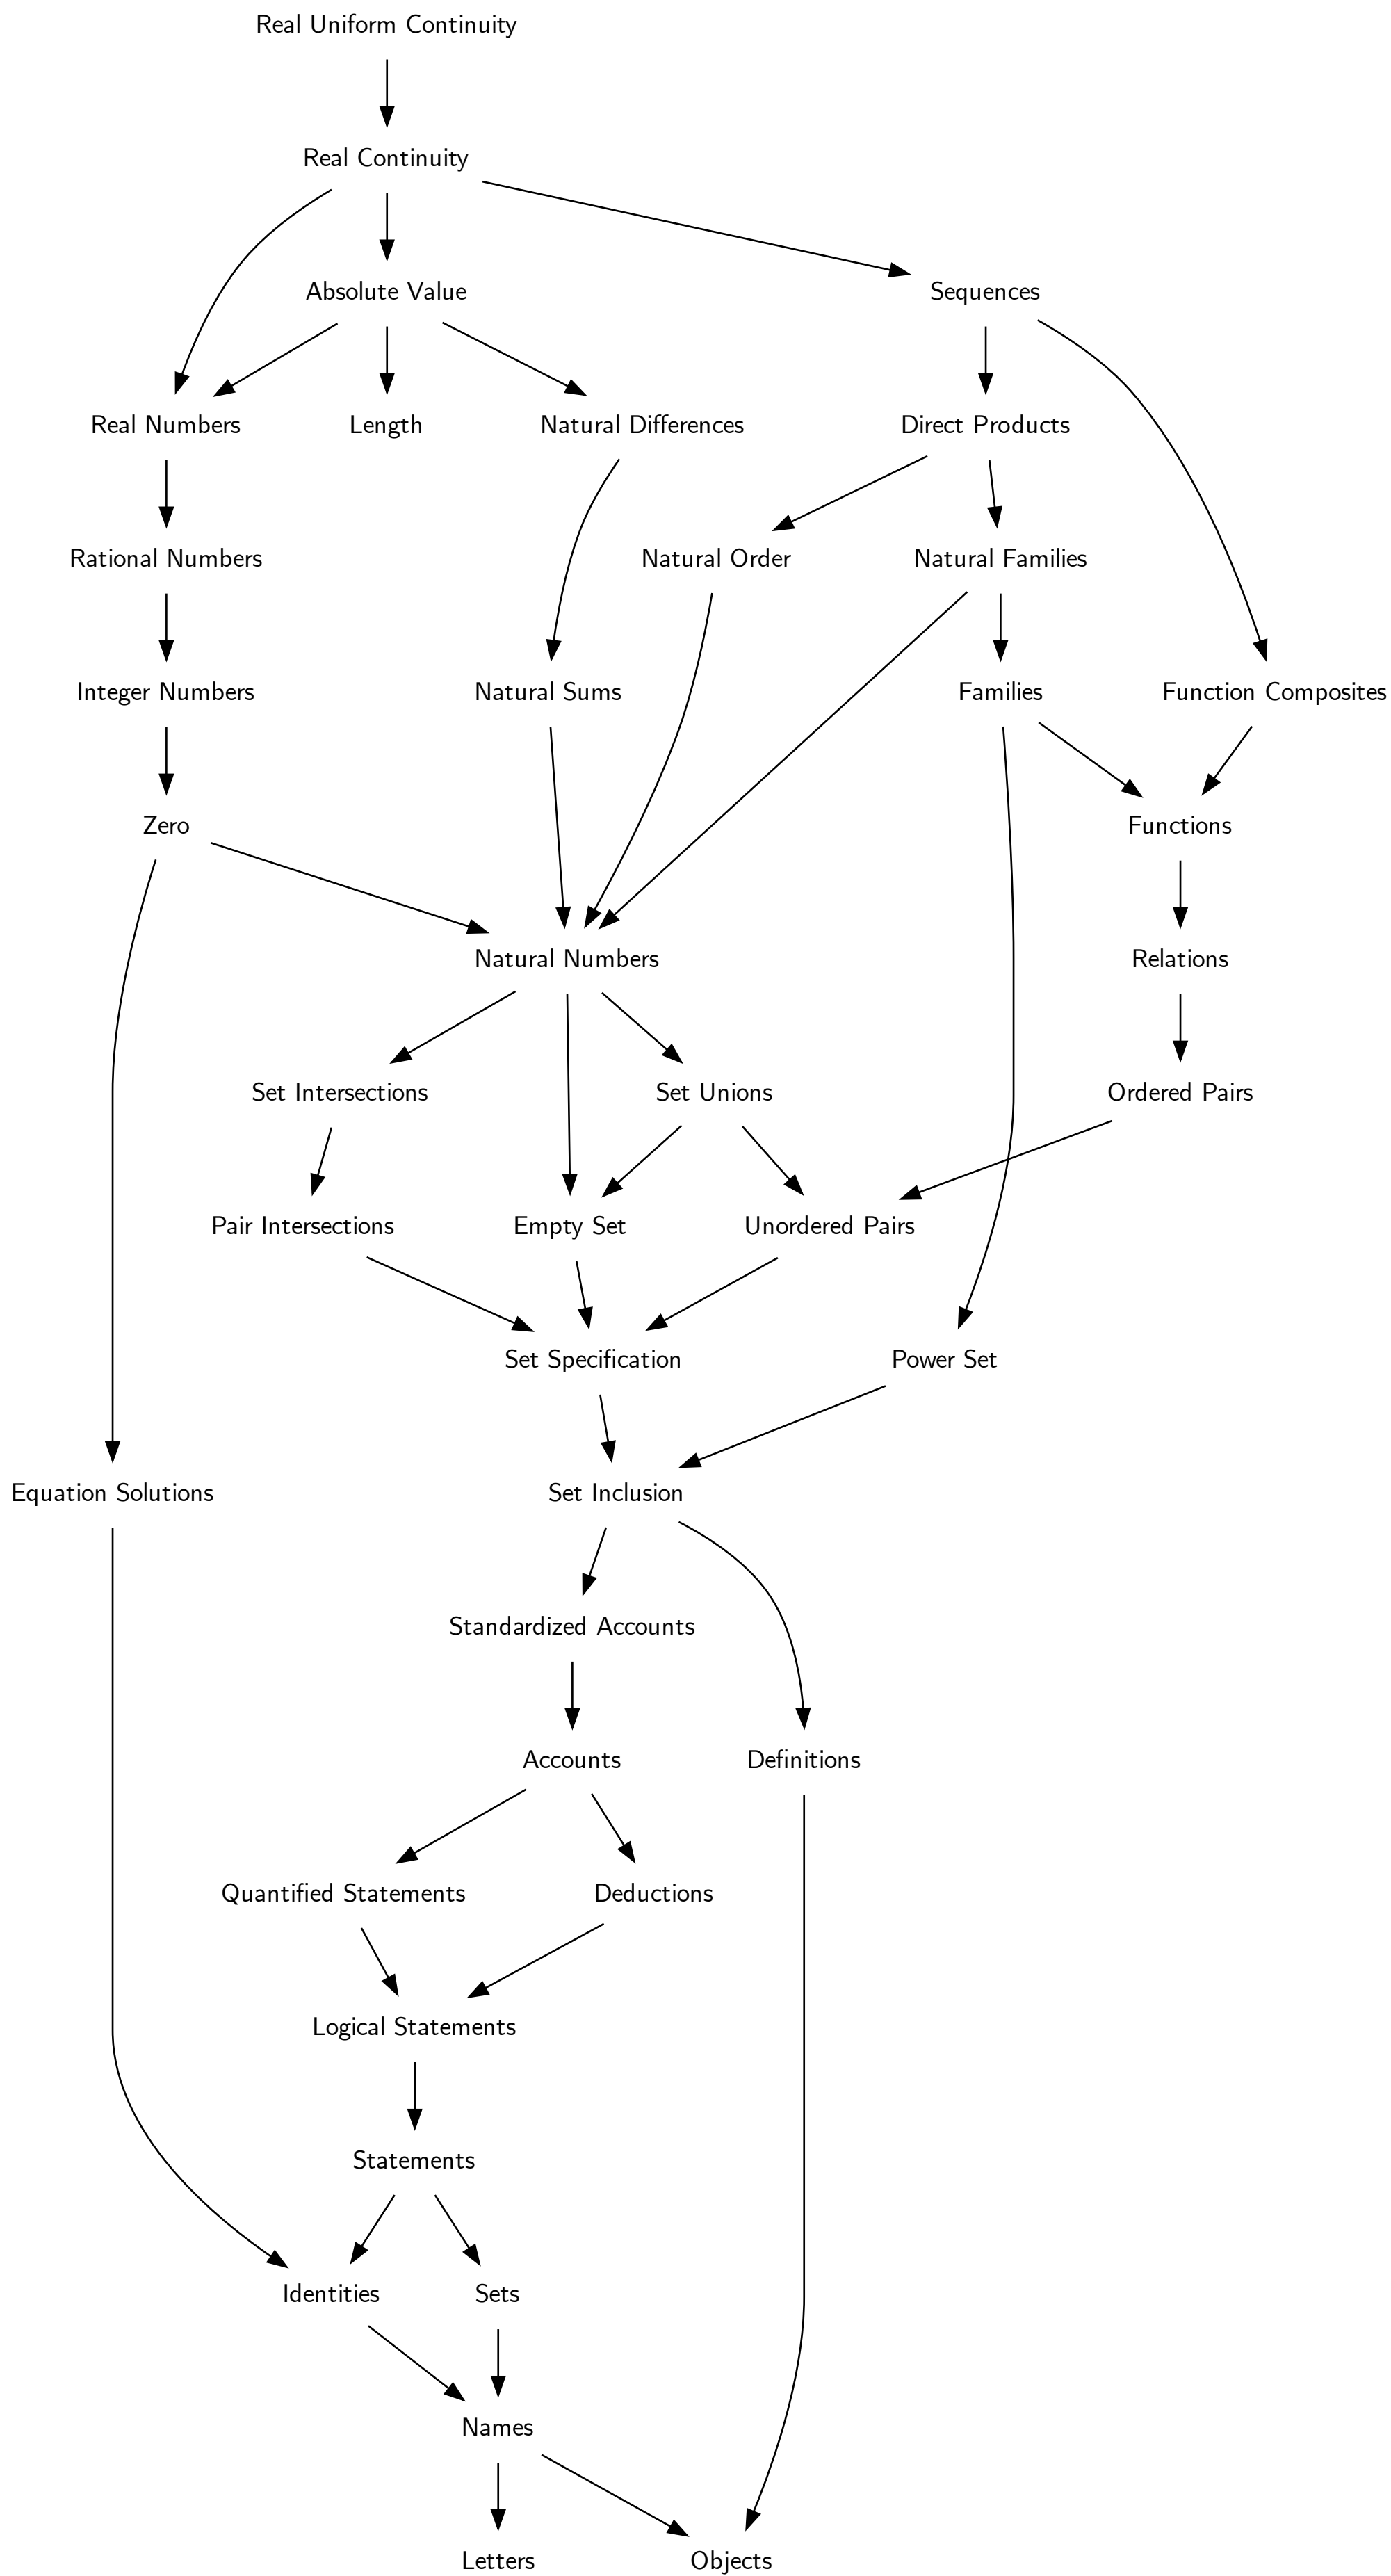 Real Uniform Continuity
Real Continuity
Absolute Value
Sequences
Real Numbers
Length
Natural Differences
Direct Products
Rational Numbers
Natural Order
Natural Families
Integer Numbers
Natural Sums
Families
Function Composites
Zero
Functions
Natural Numbers
Relations
Set Intersections
Set Unions
Ordered Pairs
Pair Intersections
Empty Set
Unordered Pairs
Set Specification
Power Set
Equation Solutions
Set Inclusion
Standardized Accounts
Accounts
Definitions
Quantified Statements
Deductions
Logical Statements
Statements
Identities
Sets
Names
Letters
Objects